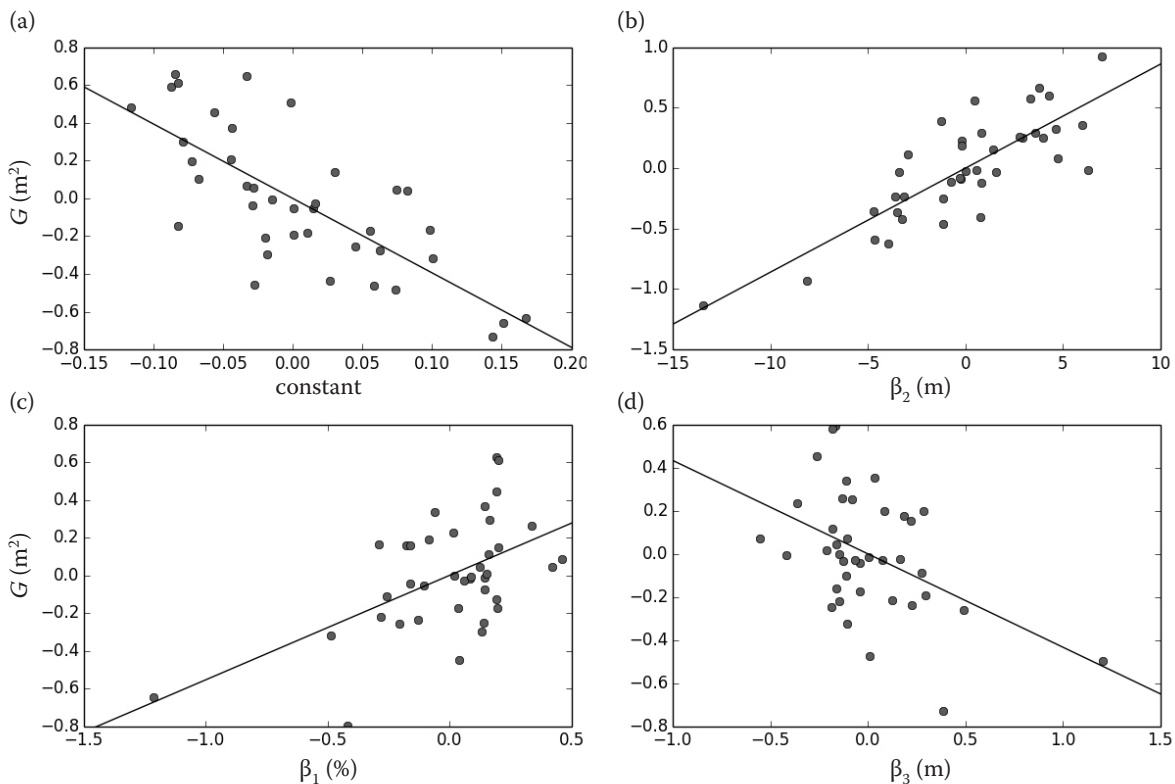 (a)
0.8
0.6
0.4
0.2
0.0
−0.2
−0.4
−0.6
−0.8
G (m²)
−0.15 −0.10 −0.05 0.00 0.05 0.10 0.15 0.20
constant
(b)
1.0
0.5
0.0
−0.5
−1.0
−1.5
−15 −10 −5 0 5 10
β₂ (m)
(c)
0.8
0.6
0.4
0.2
0.0
−0.2
−0.4
−0.6
−0.8
G (m²)
−1.5 −1.0 −0.5 0.0 0.5
β₁ (%)
(d)
0.6
0.4
0.2
0.0
−0.2
−0.4
−0.6
−0.8
−1.0 −0.5 0.0 0.5 1.0 1.5
β₃ (m)